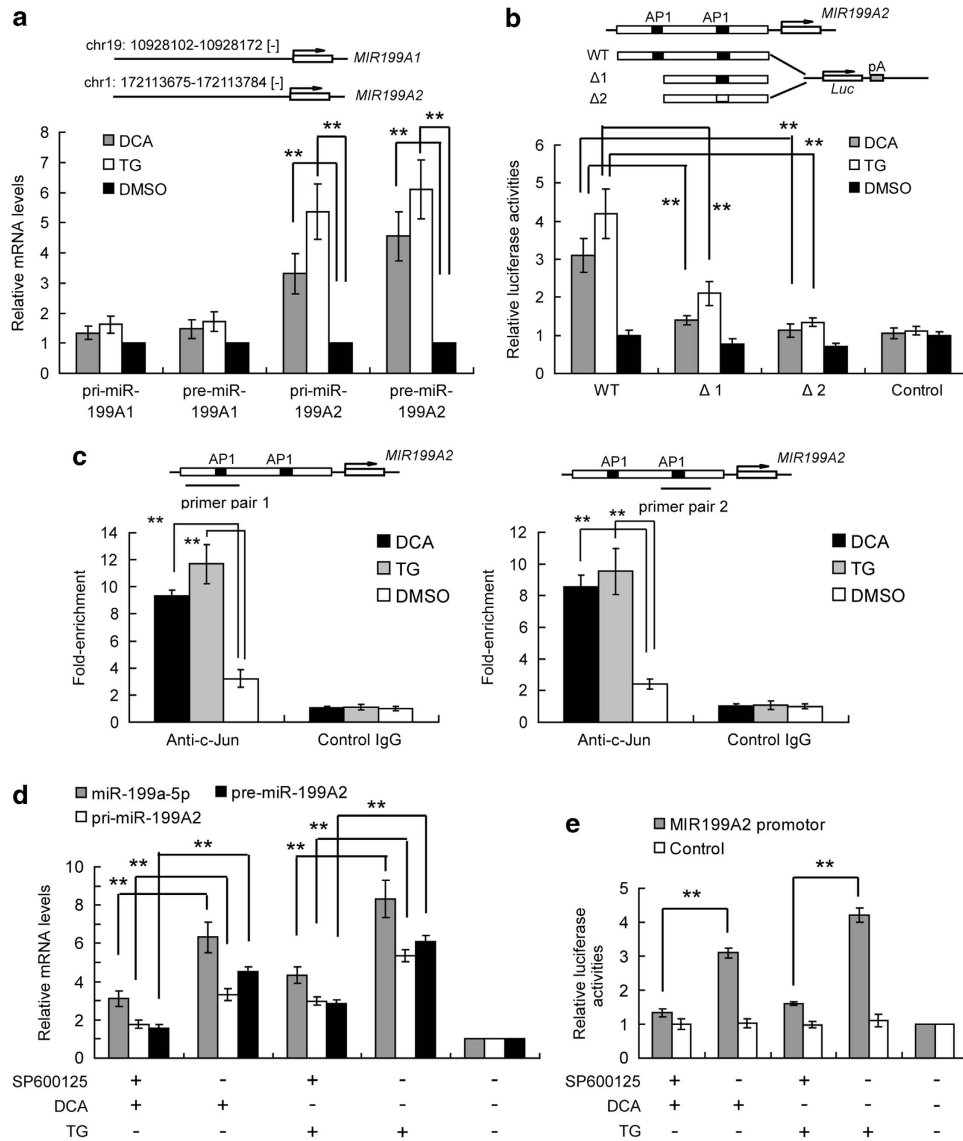 a
chr19: 10928102-10928172 [-]
MIR199A1
chr1: 172113675-172113784 [-]
MIR199A2
Relative mRNA levels
8
7
6
5
4
3
2
1
0
DCA
TG
DMSO
**
**
**
**
pri-miR-199A1
pre-miR-199A1
pri-miR-199A2
pre-miR-199A2
b
AP1
AP1
MIR199A2
WT
Δ1
Δ2
Luc
pA
Relative luciferase activities
6
5
4
3
2
1
0
DCA
TG
DMSO
**
**
**
**
WT
Δ 1
Δ 2
Control
c
AP1
AP1
MIR199A2
primer pair 1
Fold-enrichment
14
12
10
8
6
4
2
0
**
**
DCA
TG
DMSO
Anti-c-Jun
Control IgG
AP1
AP1
MIR199A2
primer pair 2
Fold-enrichment
12
10
8
6
4
2
0
**
**
DCA
TG
DMSO
Anti-c-Jun
Control IgG
d
miR-199a-5p
pre-miR-199A2
pri-miR-199A2
Relative mRNA levels
10
8
6
4
2
0
**
**
**
**
**
**
SP600125 + - + - -
DCA + + - - -
TG - - + + -
e
MIR199A2 promotor
Control
Relative luciferase
activities
5
4
3
2
1
0
**
**
SP600125 + - + - -
DCA + + - - -
TG - - + + -